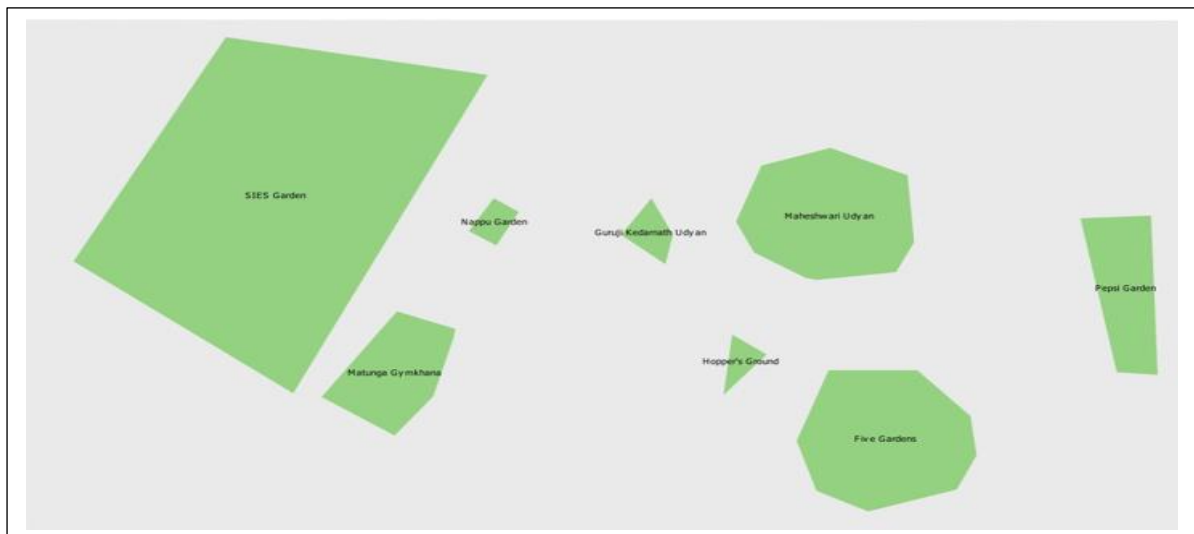 SIES Garden
Maheshwari Udyan
Nappu Garden
Guruji Kedarnath Udyan
Pepsi Garden
Hopper's Ground
Matunga Gymkhana
Five Gardens